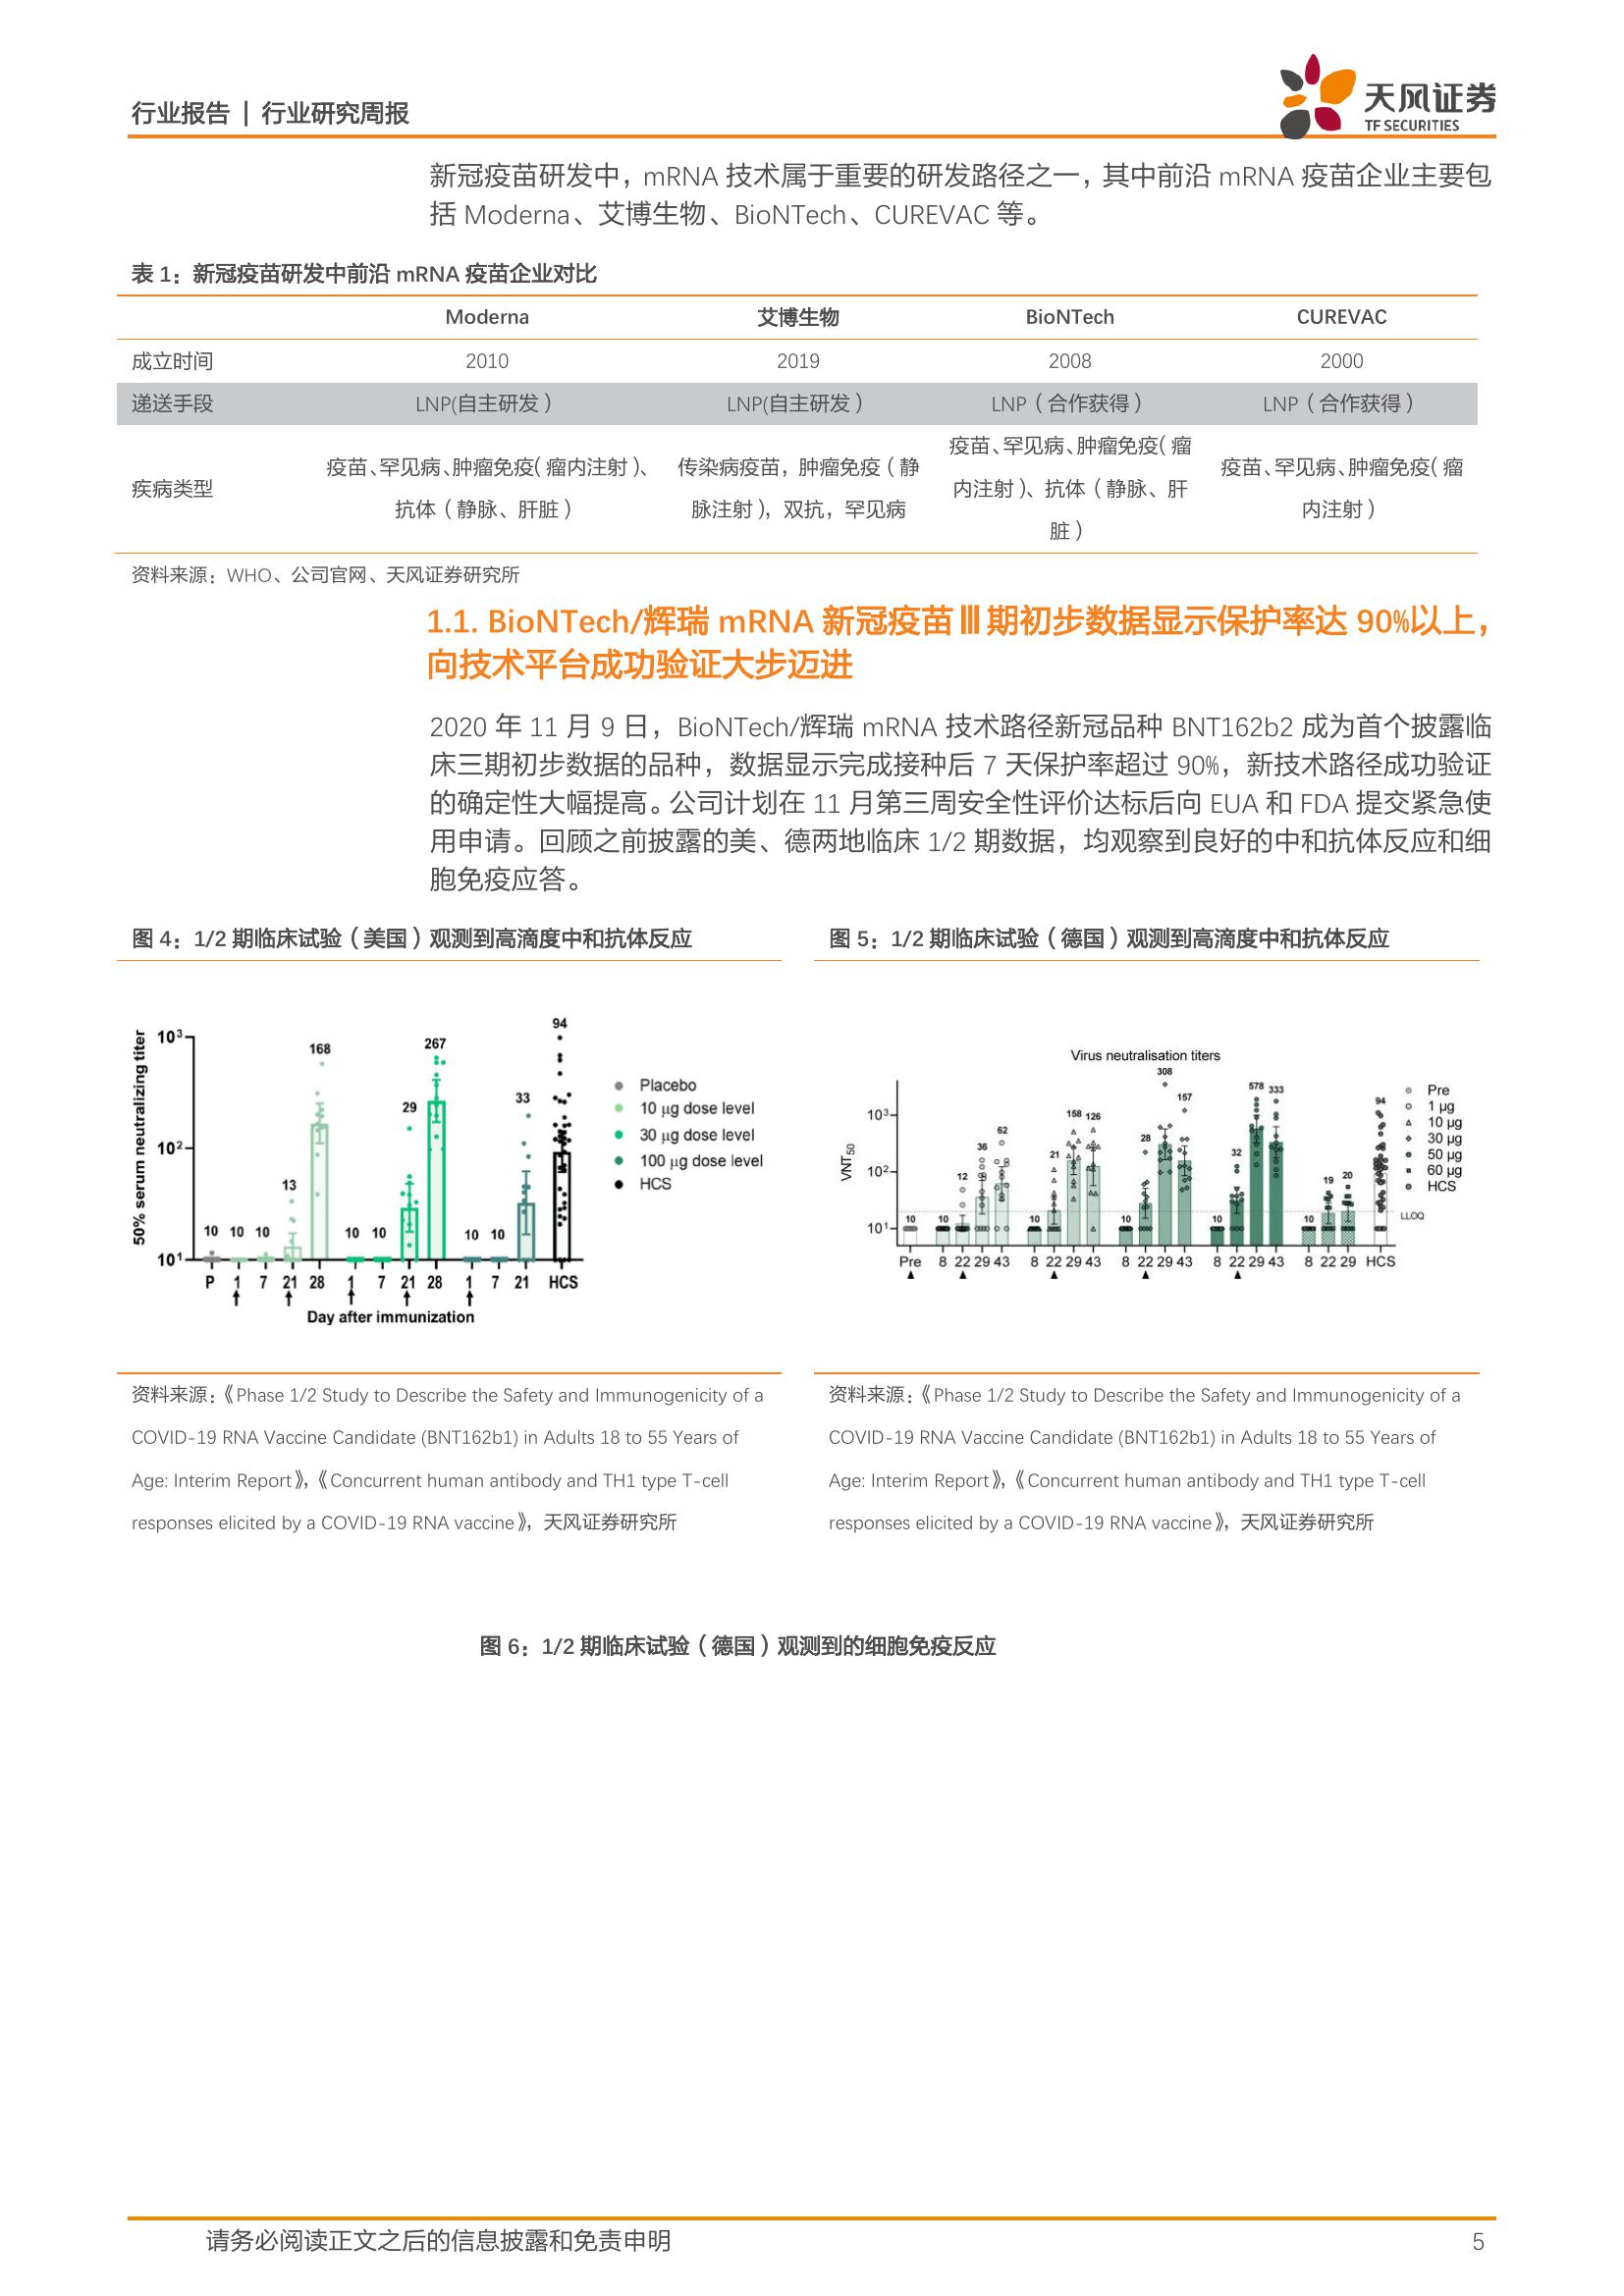 行业报告 | 行业研究周报
天风证券
TF SECURITIES
新冠疫苗研发中，mRNA 技术属于重要的研发路径之一，其中前沿 mRNA 疫苗企业主要包
括 Moderna、艾博生物、BioNTech、CUREVAC 等。
表 1：新冠疫苗研发中前沿 mRNA 疫苗企业对比
Moderna 艾博生物 BioNTech CUREVAC
成立时间 2010 2019 2008 2000
递送手段 LNP(自主研发） LNP(自主研发） LNP（合作获得） LNP（合作获得）
疾病类型
疫苗、罕见病、肿瘤免疫（瘤内注射）、
抗体（静脉、肝脏）
传染病疫苗，肿瘤免疫（静
脉注射），双抗，罕见病
疫苗、罕见病、肿瘤免疫（瘤
内注射）、抗体（静脉、肝
脏）
疫苗、罕见病、肿瘤免疫（瘤
内注射）
资料来源：WHO、公司官网、天风证券研究所
1.1. BioNTech/辉瑞 mRNA 新冠疫苗Ⅲ期初步数据显示保护率达 90%以上，
向技术平台成功验证大步迈进
2020 年 11 月 9 日，BioNTech/辉瑞 mRNA 技术路径新冠品种 BNT162b2 成为首个披露临
床三期初步数据的品种，数据显示完成接种后 7 天保护率超过 90%，新技术路径成功验证
的确定性大幅提高。公司计划在 11 月第三周安全性评价达标后向 EUA 和 FDA 提交紧急使
用申请。回顾之前披露的美、德两地临床 1/2 期数据，均观察到良好的中和抗体反应和细
胞免疫应答。
图 4：1/2 期临床试验（美国）观测到高滴度中和抗体反应
50% serum neutralizing titer
10³
10²
10¹
10 10 10 13 168 10 10 29 267 10 10 33 94
P 1 7 21 28 1 7 21 28 1 7 21 HCS
Day after immunization
Placebo
10 µg dose level
30 µg dose level
100 µg dose level
HCS
图 5：1/2 期临床试验（德国）观测到高滴度中和抗体反应
Virus neutralisation titers
VNT50
10³
10²
10¹
10 10 12 36 62 10 21 158 126 10 28 308 157 10 32 578 333 10 19 20 94
Pre 8 22 29 43 8 22 29 43 8 22 29 43 8 22 29 43 8 22 29 HCS
LLOQ
Pre
1 µg
10 µg
30 µg
50 µg
60 µg
HCS
资料来源：《Phase 1/2 Study to Describe the Safety and Immunogenicity of a
COVID-19 RNA Vaccine Candidate (BNT162b1) in Adults 18 to 55 Years of
Age: Interim Report》，《Concurrent human antibody and TH1 type T-cell
responses elicited by a COVID-19 RNA vaccine》，天风证券研究所
资料来源：《Phase 1/2 Study to Describe the Safety and Immunogenicity of a
COVID-19 RNA Vaccine Candidate (BNT162b1) in Adults 18 to 55 Years of
Age: Interim Report》，《Concurrent human antibody and TH1 type T-cell
responses elicited by a COVID-19 RNA vaccine》，天风证券研究所
图 6：1/2 期临床试验（德国）观测到的细胞免疫反应
请务必阅读正文之后的信息披露和免责申明
5